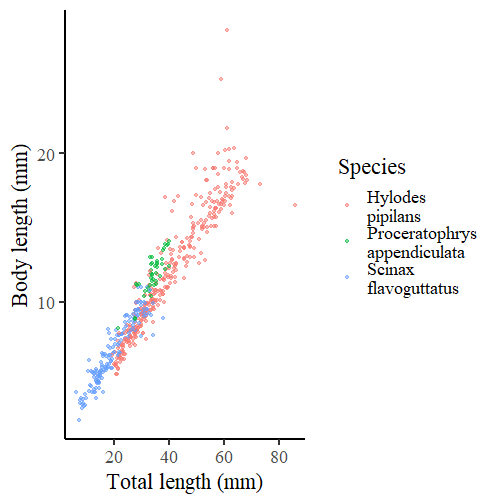 Body length (mm)
20
10
20
40
60
80
Total length (mm)
Species
Hylodes
pipilans
Proceratophrys
appendiculata
Scinax
flavoguttatus